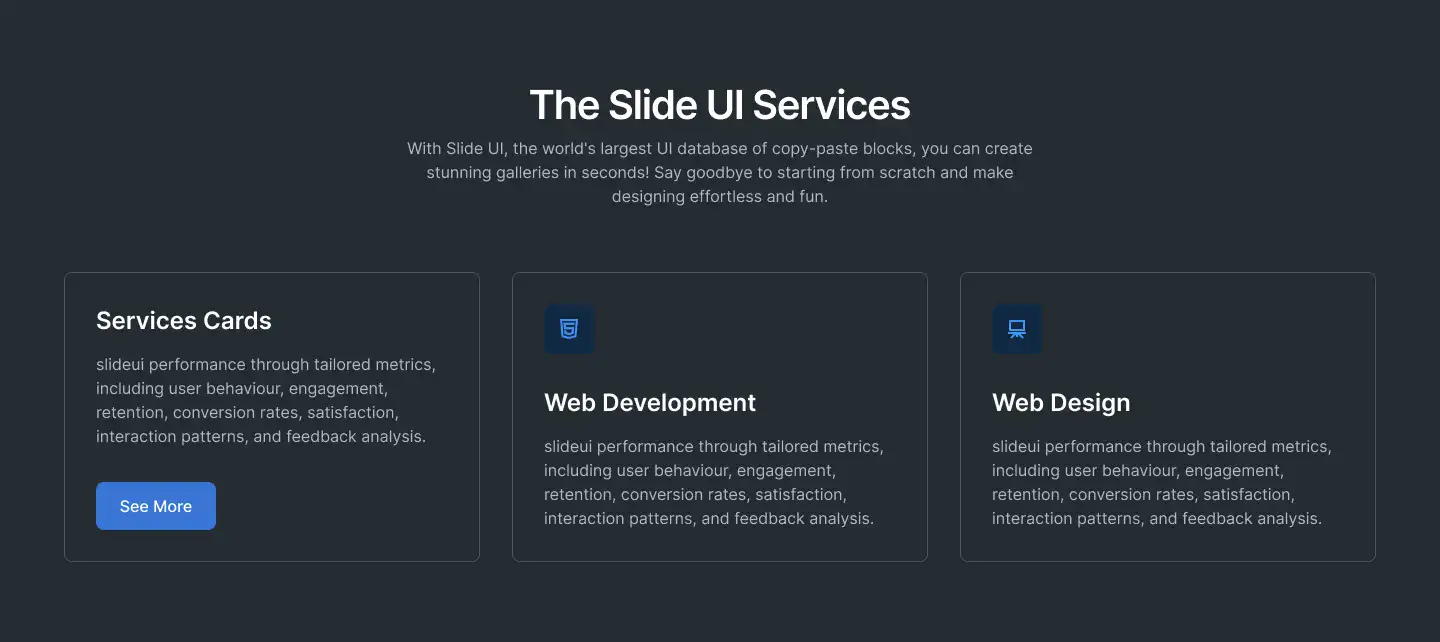 The Slide UI Services
With Slide UI, the world's largest UI database of copy-paste blocks, you can create
stunning galleries in seconds! Say goodbye to starting from scratch and make
designing effortless and fun.
Services Cards
slideui performance through tailored metrics,
including user behaviour, engagement,
retention, conversion rates, satisfaction,
interaction patterns, and feedback analysis.
See More
Web Development
slideui performance through tailored metrics,
including user behaviour, engagement,
retention, conversion rates, satisfaction,
interaction patterns, and feedback analysis.
Web Design
slideui performance through tailored metrics,
including user behaviour, engagement,
retention, conversion rates, satisfaction,
interaction patterns, and feedback analysis.